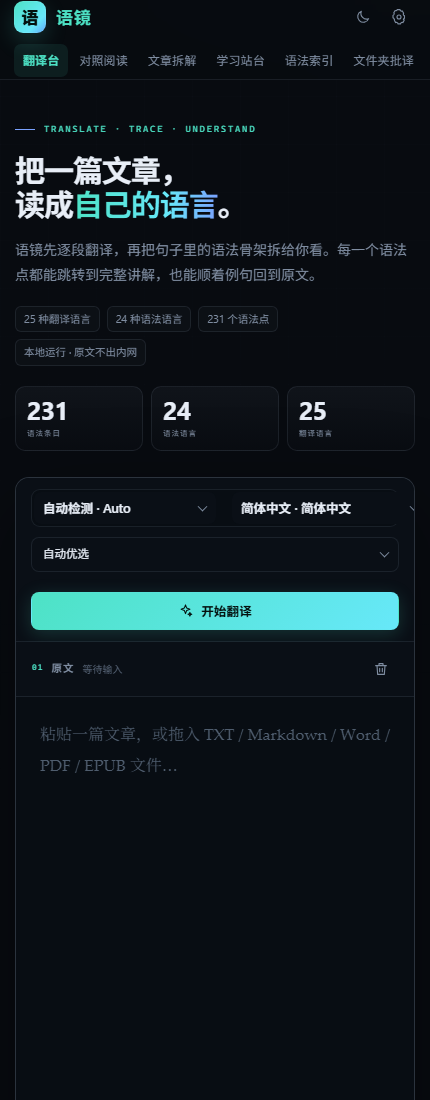 语 语镜
翻译台 对照阅读 文章拆解 学习站台 语法索引 文件夹批译
TRANSLATE · TRACE · UNDERSTAND
把一篇文章，
读成自己的语言。
语镜先逐段翻译，再把句子里的语法骨架拆给你看。每一个语法
点都能跳转到完整讲解，也能顺着例句回到原文。
25 种翻译语言 24 种语法语言 231 个语法点
本地运行 · 原文不出内网
231 24 25
语法条目 语法语言 翻译语言
自动检测 · Auto 简体中文 · 简体中文
自动优选
开始翻译
01 原文 等待输入
粘贴一篇文章，或拖入 TXT / Markdown / Word /
PDF / EPUB 文件…